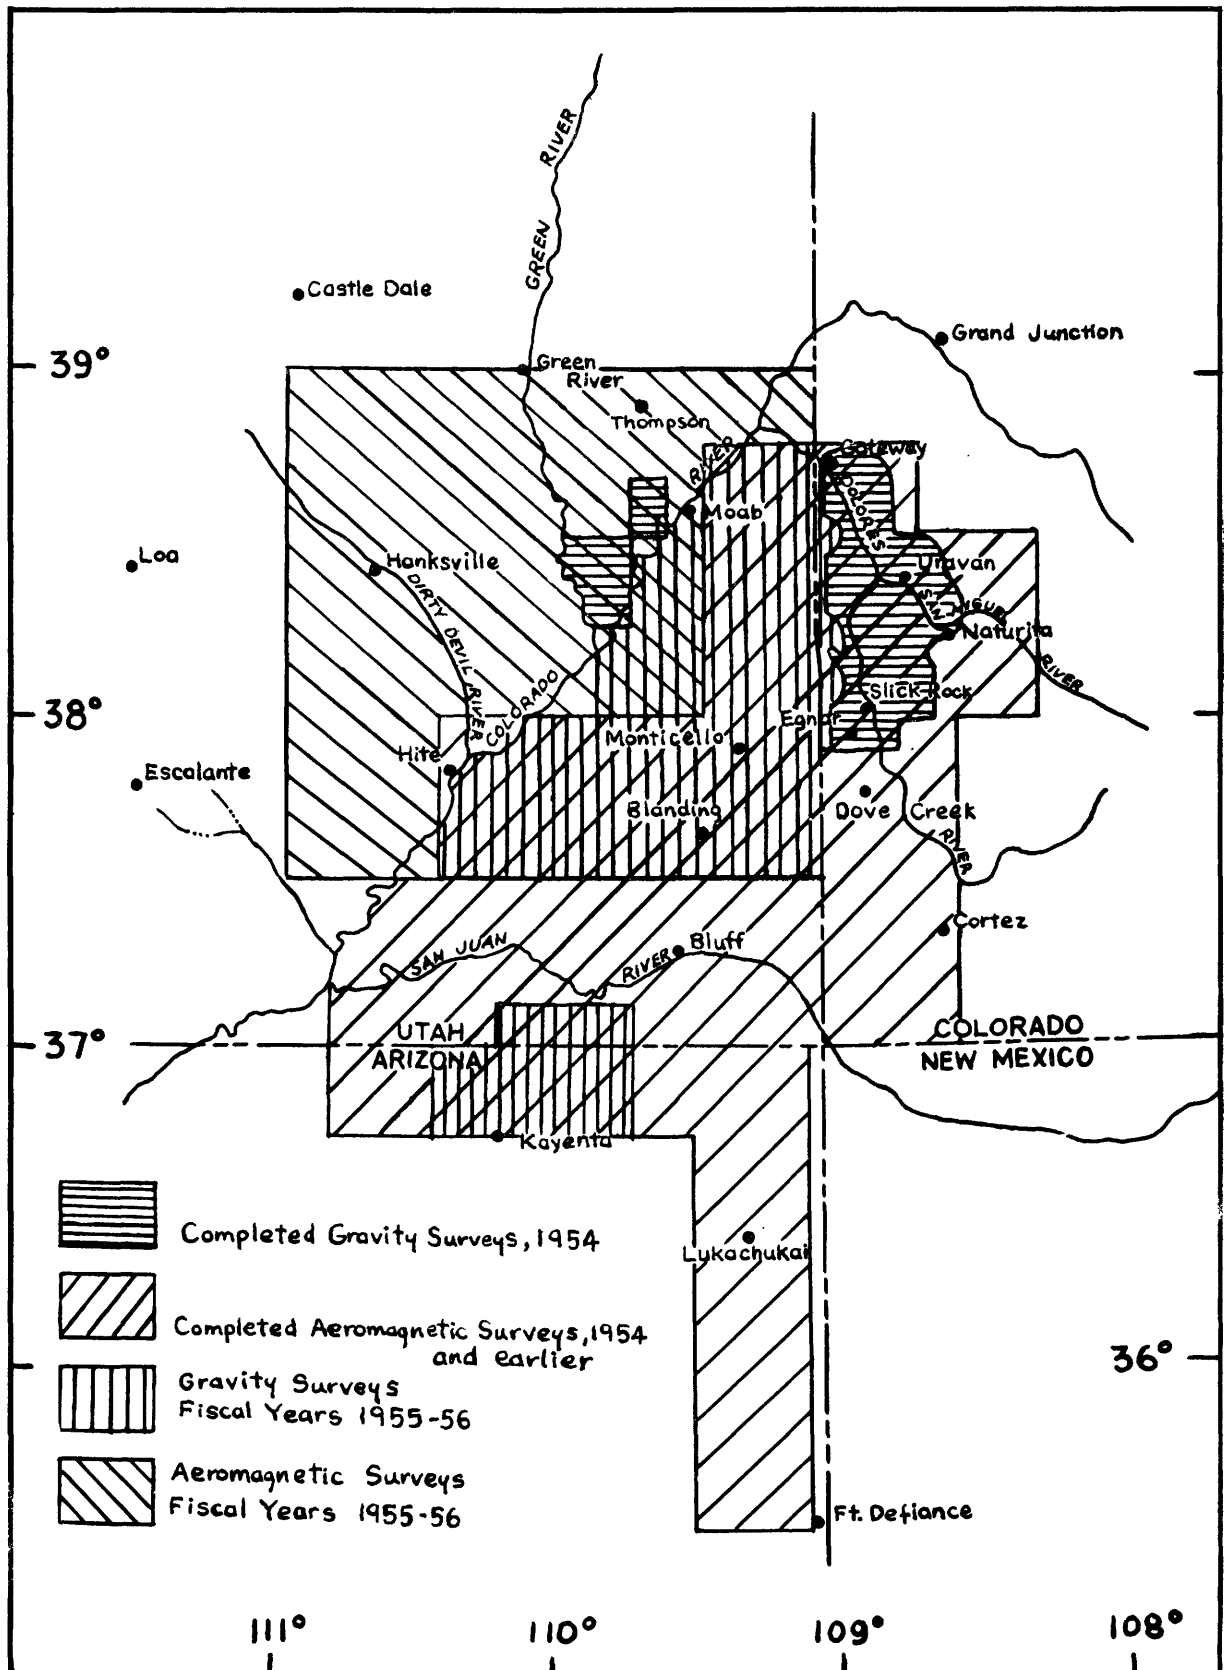 GREEN RIVER
Castle Dale
Grand Junction
39°
Green
River
Thompson
RIVER
Gateway
DOLORES
Moab
Loa
Hanksville
Uravan
DIRTY DEVIL RIVER
SAN MIGUEL
Naturita
RIVER
COLORADO
Slick Rock
38°
Egnar
Monticello
Hite
Escalante
Blanding
Dove Creek
RIVER
Cortez
SAN JUAN
RIVER
Bluff
UTAH
COLORADO
37°
ARIZONA
NEW MEXICO
Kayenta
Completed Gravity Surveys, 1954
Lukachukai
Completed Aeromagnetic Surveys, 1954
and earlier
36°
Gravity Surveys
Fiscal Years 1955-56
Aeromagnetic Surveys
Fiscal Years 1955-56
Ft. Defiance
111°
110°
109°
108°